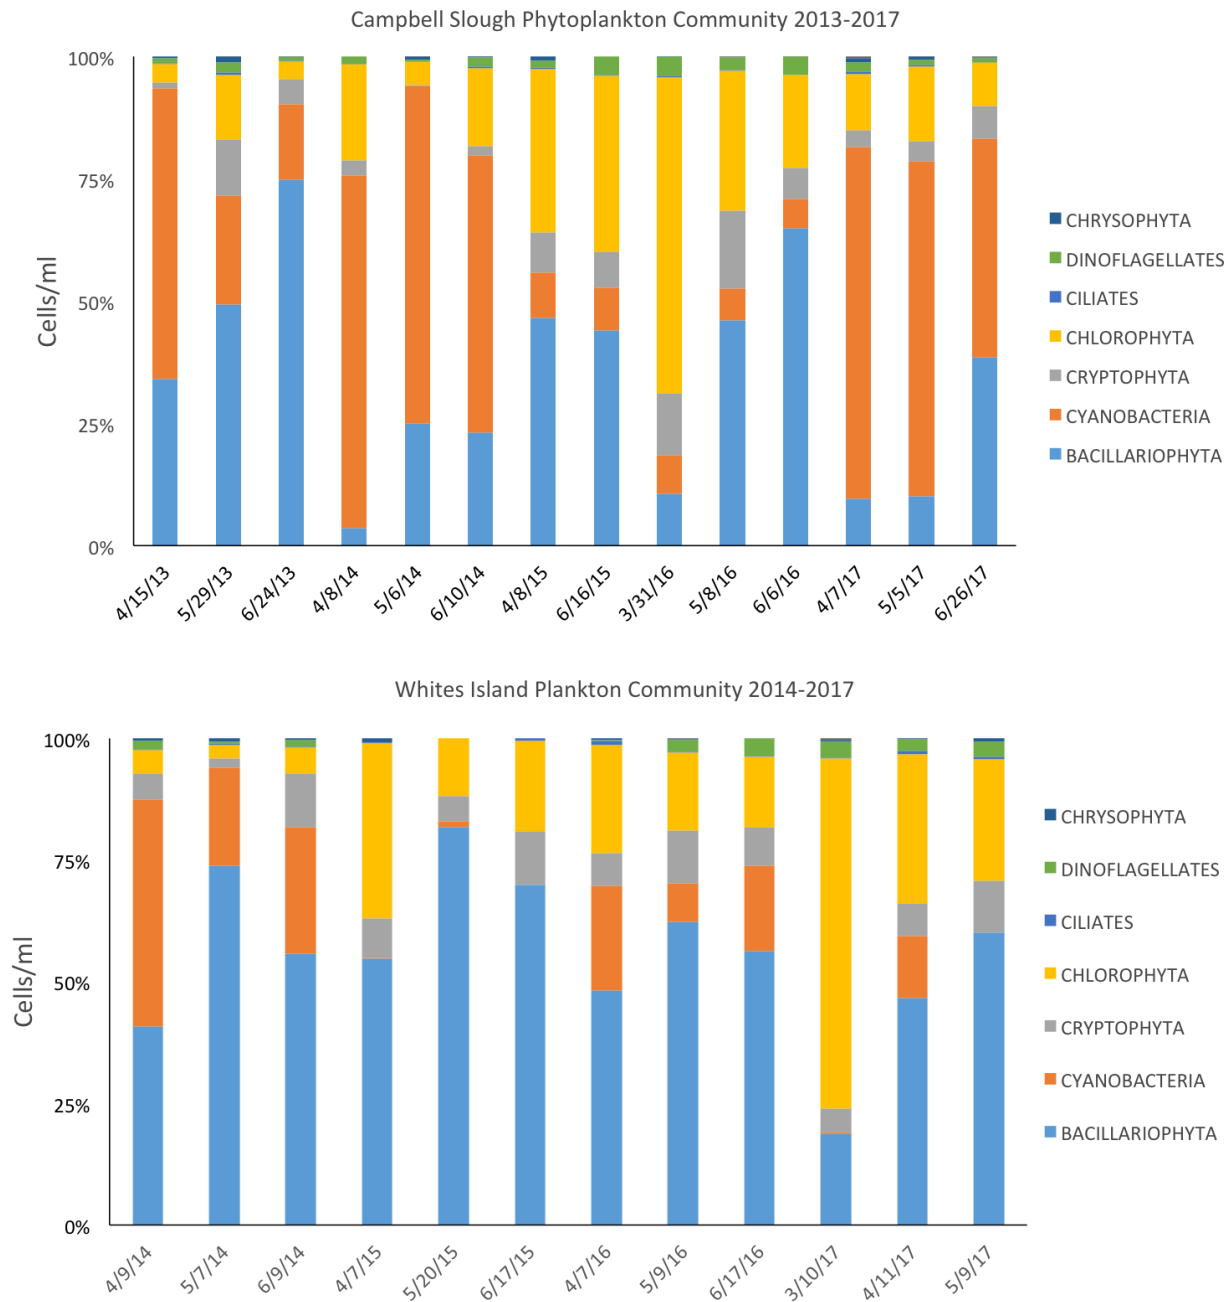 Campbell Slough Phytoplankton Community 2013-2017
100%
75%
50%
25%
0%
Cells/ml
4/15/13
5/29/13
6/24/13
4/8/14
5/6/14
6/10/14
4/8/15
6/16/15
3/31/16
5/8/16
6/6/16
4/7/17
5/5/17
6/26/17
CHRYSOPHYTA
DINOFLAGELLATES
CILIATES
CHLOROPHYTA
CRYPTOPHYTA
CYANOBACTERIA
BACILLARIOPHYTA
Whites Island Plankton Community 2014-2017
100%
75%
50%
25%
0%
Cells/ml
4/9/14
5/7/14
6/9/14
4/7/15
5/20/15
6/17/15
4/7/16
5/9/16
6/17/16
3/10/17
4/11/17
5/9/17
CHRYSOPHYTA
DINOFLAGELLATES
CILIATES
CHLOROPHYTA
CRYPTOPHYTA
CYANOBACTERIA
BACILLARIOPHYTA